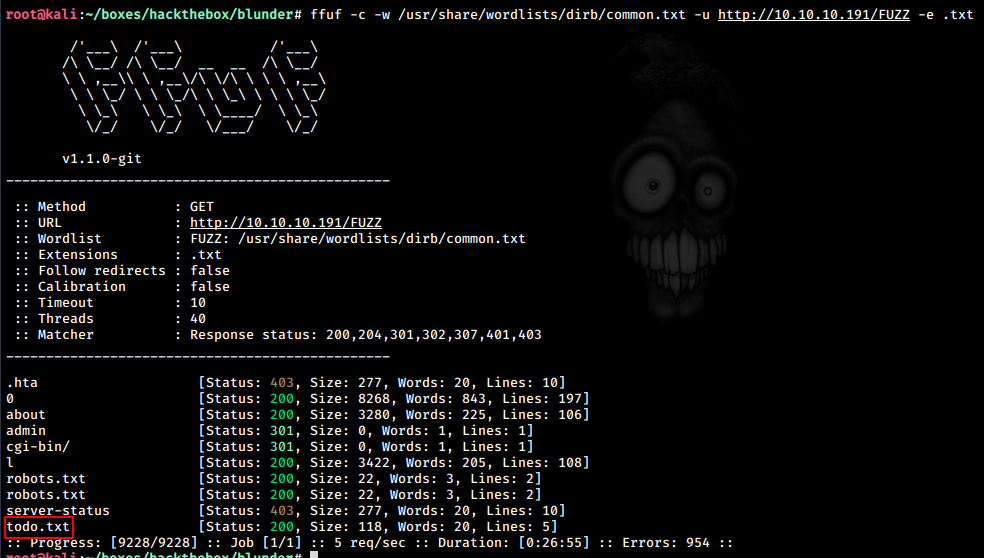 root@kali:~/boxes/hackthebox/blunder# ffuf -c -w /usr/share/wordlists/dirb/common.txt -u http://10.10.10.191/FUZZ -e .txt
v1.1.0-git
________________________________________________
:: Method : GET
:: URL : http://10.10.10.191/FUZZ
:: Wordlist : FUZZ: /usr/share/wordlists/dirb/common.txt
:: Extensions : .txt
:: Follow redirects : false
:: Calibration : false
:: Timeout : 10
:: Threads : 40
:: Matcher : Response status: 200,204,301,302,307,401,403
________________________________________________
.hta [Status: 403, Size: 277, Words: 20, Lines: 10]
0 [Status: 200, Size: 8268, Words: 843, Lines: 197]
about [Status: 200, Size: 3280, Words: 225, Lines: 106]
admin [Status: 301, Size: 0, Words: 1, Lines: 1]
cgi-bin/ [Status: 301, Size: 0, Words: 1, Lines: 1]
l [Status: 200, Size: 3422, Words: 205, Lines: 108]
robots.txt [Status: 200, Size: 22, Words: 3, Lines: 2]
robots.txt [Status: 200, Size: 22, Words: 3, Lines: 2]
server-status [Status: 403, Size: 277, Words: 20, Lines: 10]
todo.txt [Status: 200, Size: 118, Words: 20, Lines: 5]
:: Progress: [9228/9228] :: Job [1/1] :: 5 req/sec :: Duration: [0:26:55] :: Errors: 954 ::
root@kali:~/boxes/hackthebox/blunder#